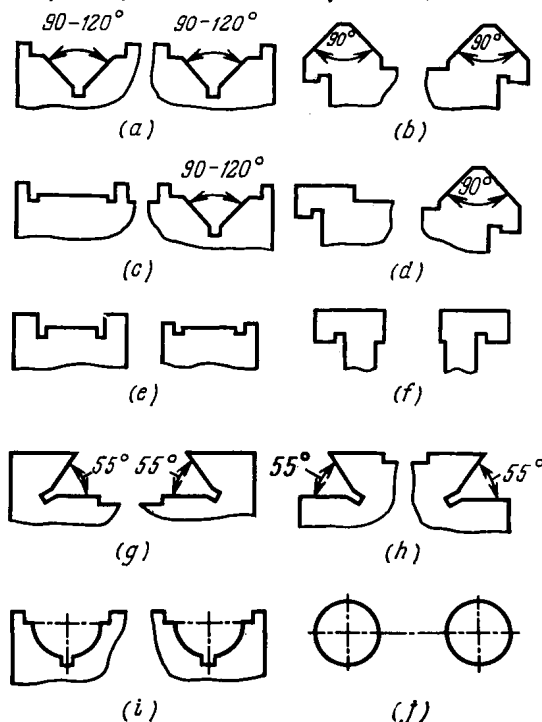 90-120° 90-120° 90° 90°
(a) (b)
90-120° 90°
(c) (d)
(e) (f)
55° 55° 55° 55°
(g) (h)
(i) (j)